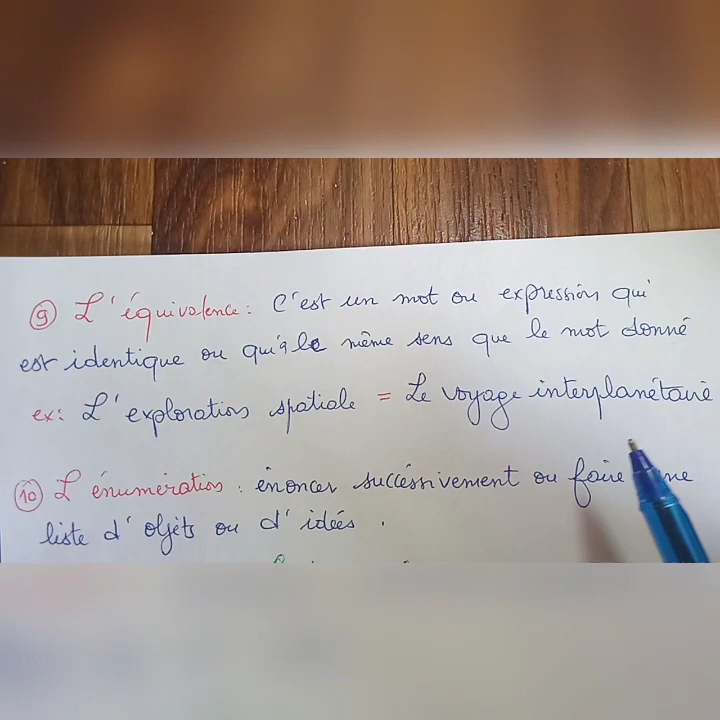 ⑨ L'équivalence : C'est un mot ou expression qui
est identique ou qui a le même sens que le mot donné
ex: L'exploration spatiale = Le voyage interplanétaire
⑩ L'énumération : énoncer succéssivement ou faire une
liste d'objets ou d'idées .